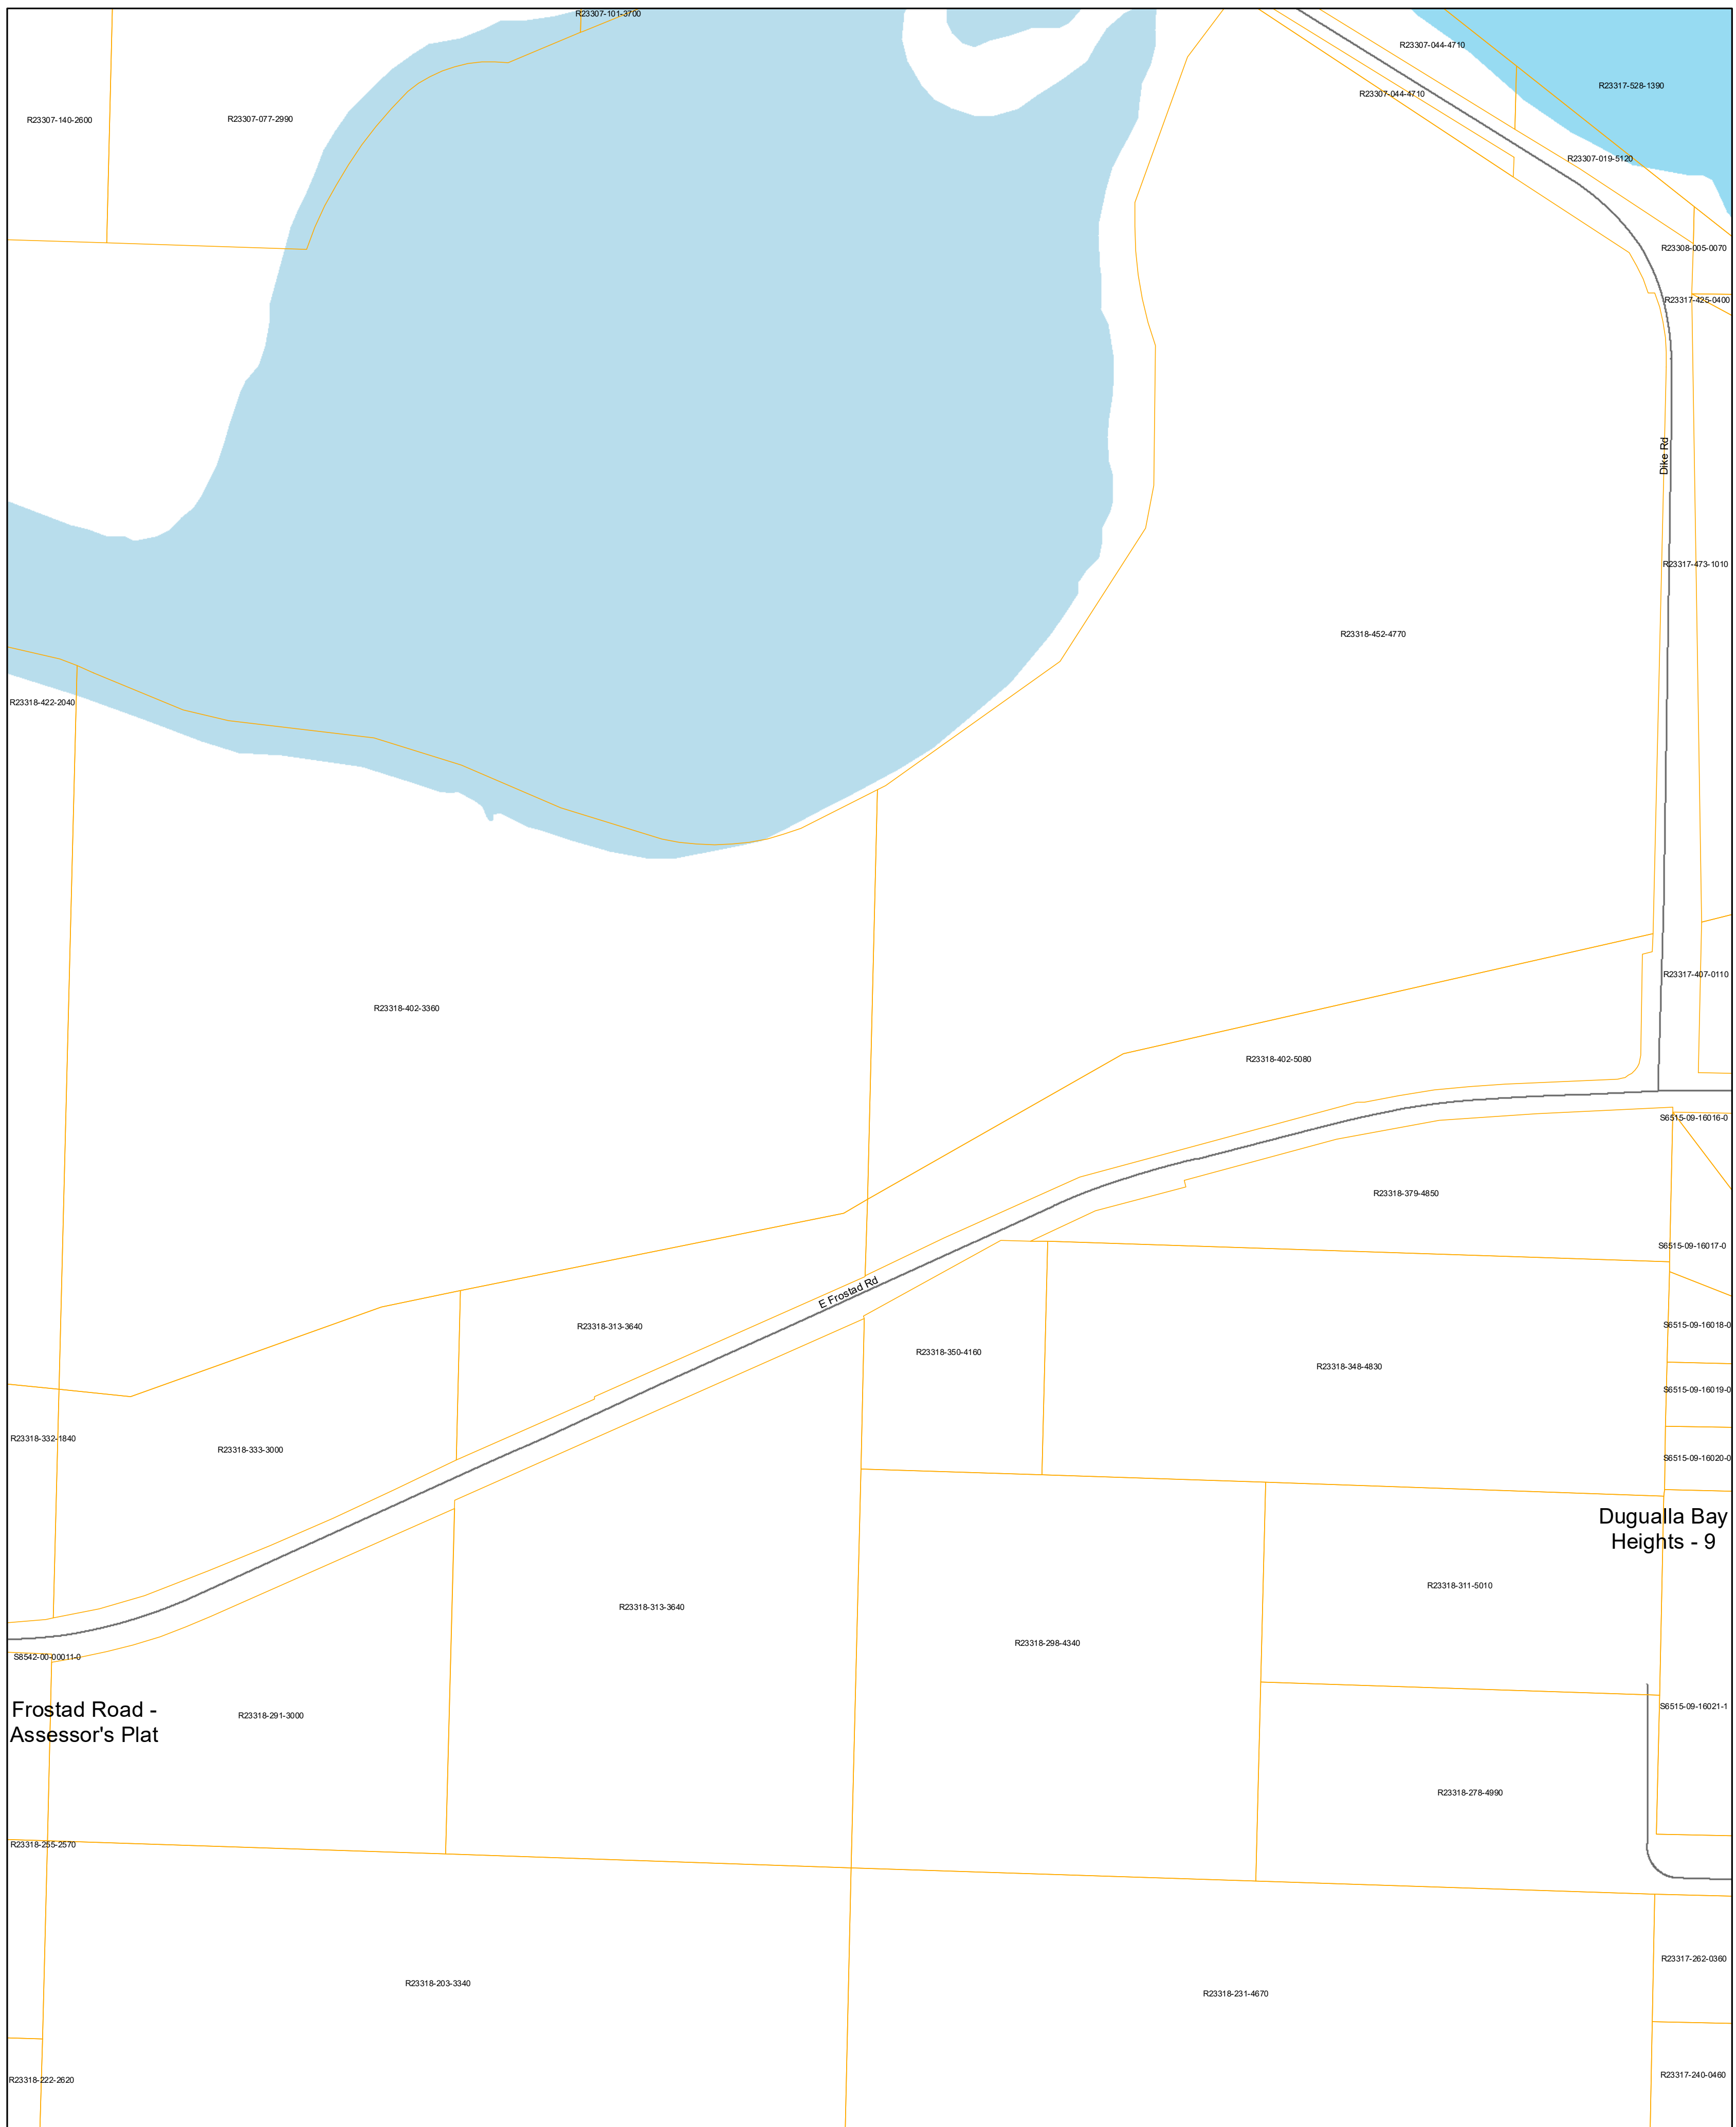 R23307-101-3700
R23307-044-4710
R23317-528-1390
R23307-044-4710
R23307-140-2600
R23307-077-2990
R23307-019-5120
R23308-005-0070
R23317-425-0400
Dike Rd
R23317-473-1010
R23318-452-4770
R23318-422-2040
R23317-407-0110
R23318-402-3360
R23318-402-5080
S6515-09-16016-0
R23318-379-4850
S6515-09-16017-0
E Frostad Rd
R23318-313-3640
S6515-09-16018-0
R23318-350-4160
R23318-348-4830
S6515-09-16019-0
R23318-332-1840
R23318-333-3000
S6515-09-16020-0
Dugualla Bay
Heights - 9
R23318-311-5010
R23318-313-3640
R23318-298-4340
S8542-00-00011-0
Frostad Road -
Assessor's Plat
R23318-291-3000
S6515-09-16021-1
R23318-278-4990
R23318-255-2570
R23317-262-0360
R23318-203-3340
R23318-231-4670
R23318-222-2620
R23317-240-0460